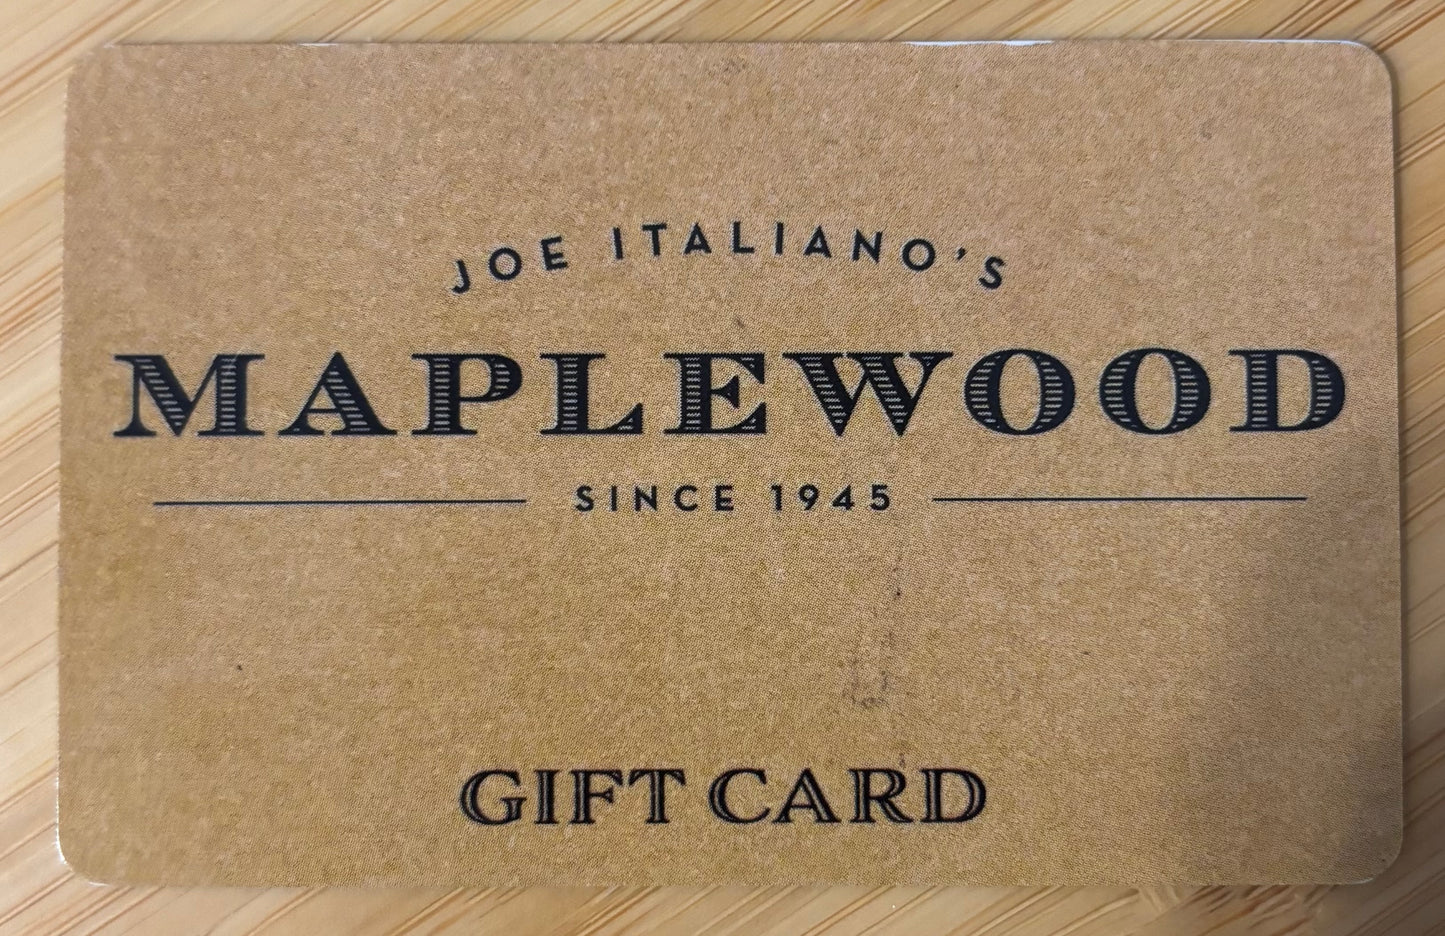 JOE ITALIANO'S
MAPLEWOOD
SINCE 1945
GIFT CARD